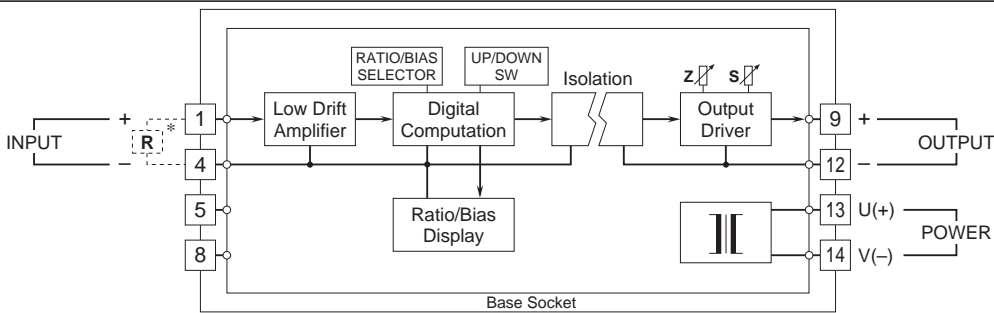 RATIO/BIAS
SELECTOR
UP/DOWN
SW
Isolation
Z
S
INPUT
+
–
R
*
1
4
5
8
Low Drift
Amplifier
Digital
Computation
Output
Driver
Ratio/Bias
Display
9
+
12
–
OUTPUT
13
U(+)
14
V(–)
POWER
Base Socket